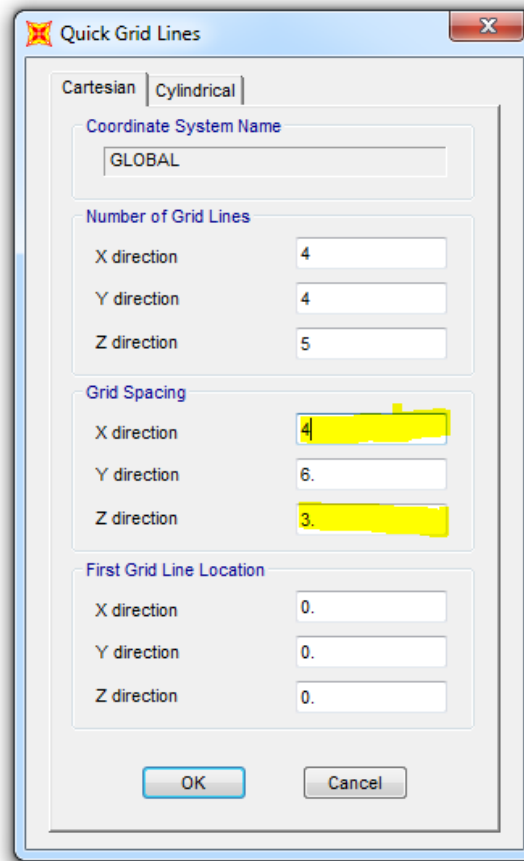 Quick Grid Lines
Cartesian Cylindrical
Coordinate System Name
GLOBAL
Number of Grid Lines
X direction 4
Y direction 4
Z direction 5
Grid Spacing
X direction 4
Y direction 6.
Z direction 3.
First Grid Line Location
X direction 0.
Y direction 0.
Z direction 0.
OK Cancel